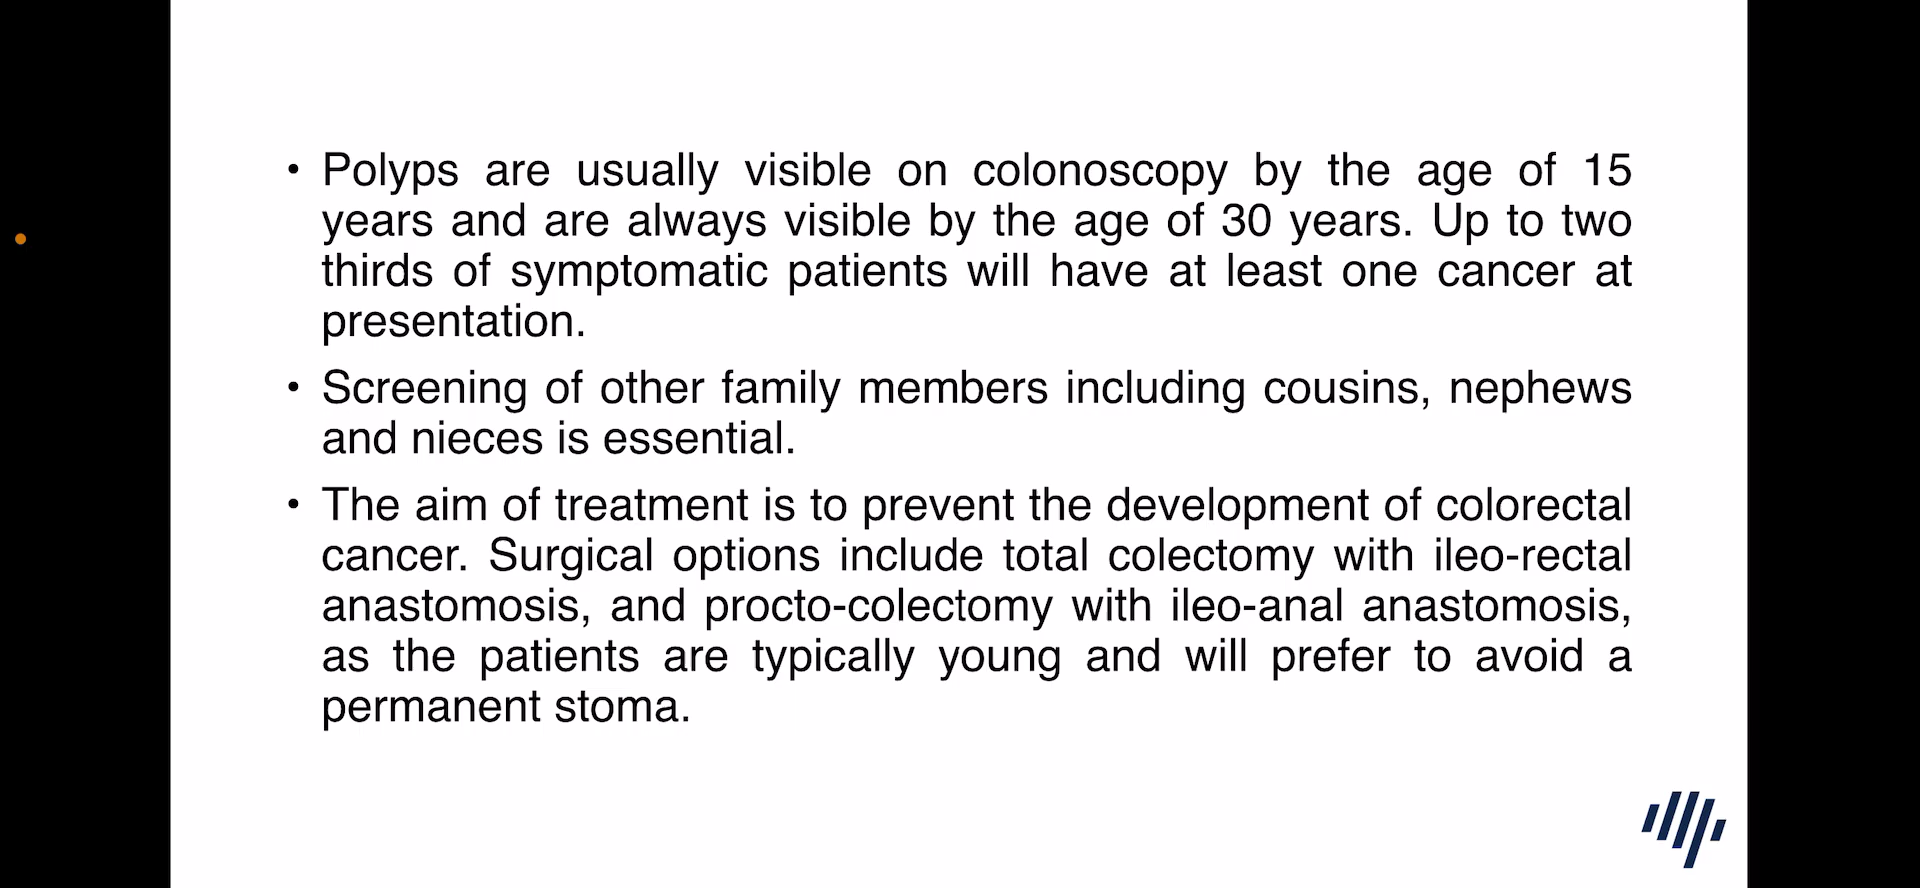 • Polyps are usually visible on colonoscopy by the age of 15
years and are always visible by the age of 30 years. Up to two
thirds of symptomatic patients will have at least one cancer at
presentation.
• Screening of other family members including cousins, nephews
and nieces is essential.
• The aim of treatment is to prevent the development of colorectal
cancer. Surgical options include total colectomy with ileo-rectal
anastomosis, and procto-colectomy with ileo-anal anastomosis,
as the patients are typically young and will prefer to avoid a
permanent stoma.